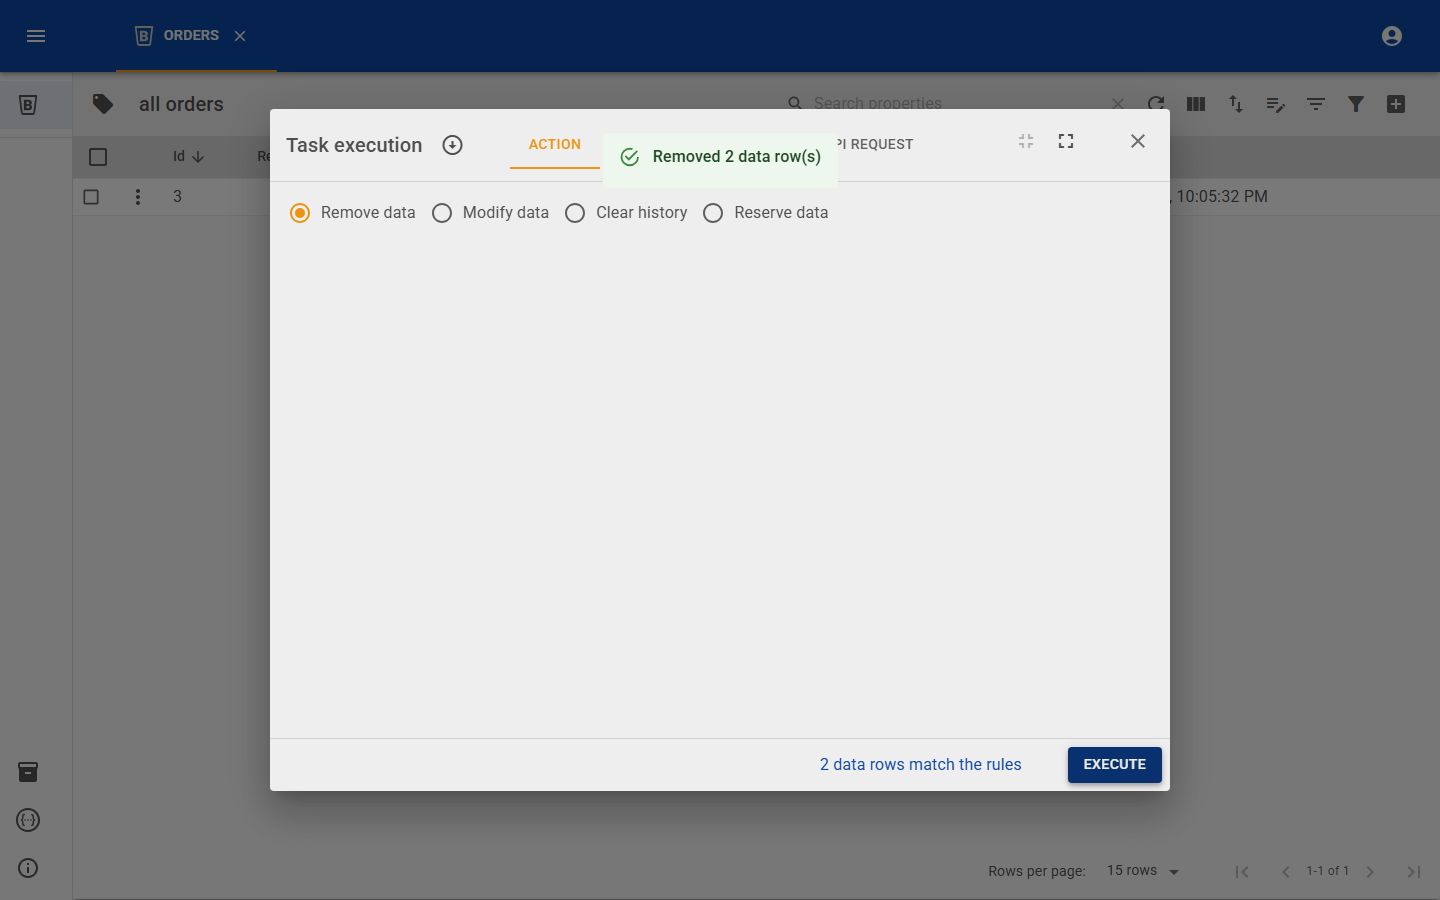 ORDERS
all orders
Search properties
Task execution
ACTION
Removed 2 data row(s)
PI REQUEST
Id
Re
3
, 10:05:32 PM
Remove data
Modify data
Clear history
Reserve data
2 data rows match the rules
EXECUTE
Rows per page:
15 rows
1-1 of 1